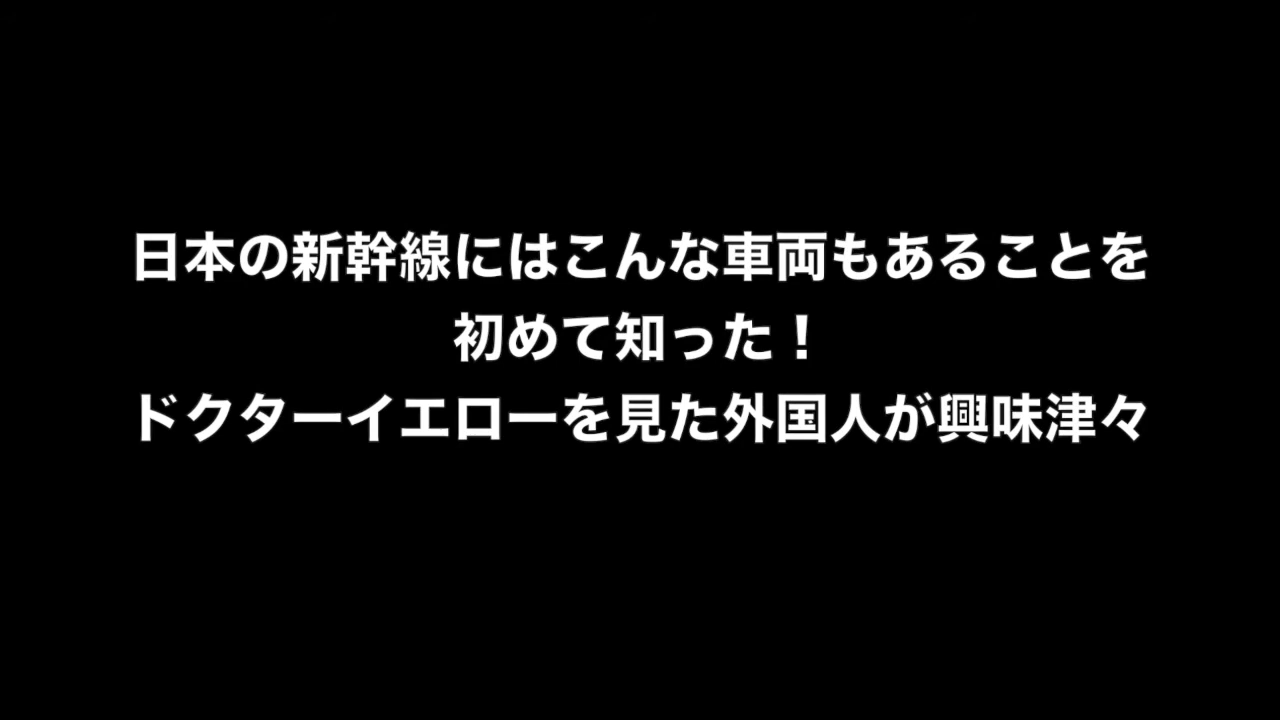 日本の新幹線にはこんな車両もあることを
初めて知った！
ドクターイエローを見た外国人が興味津々